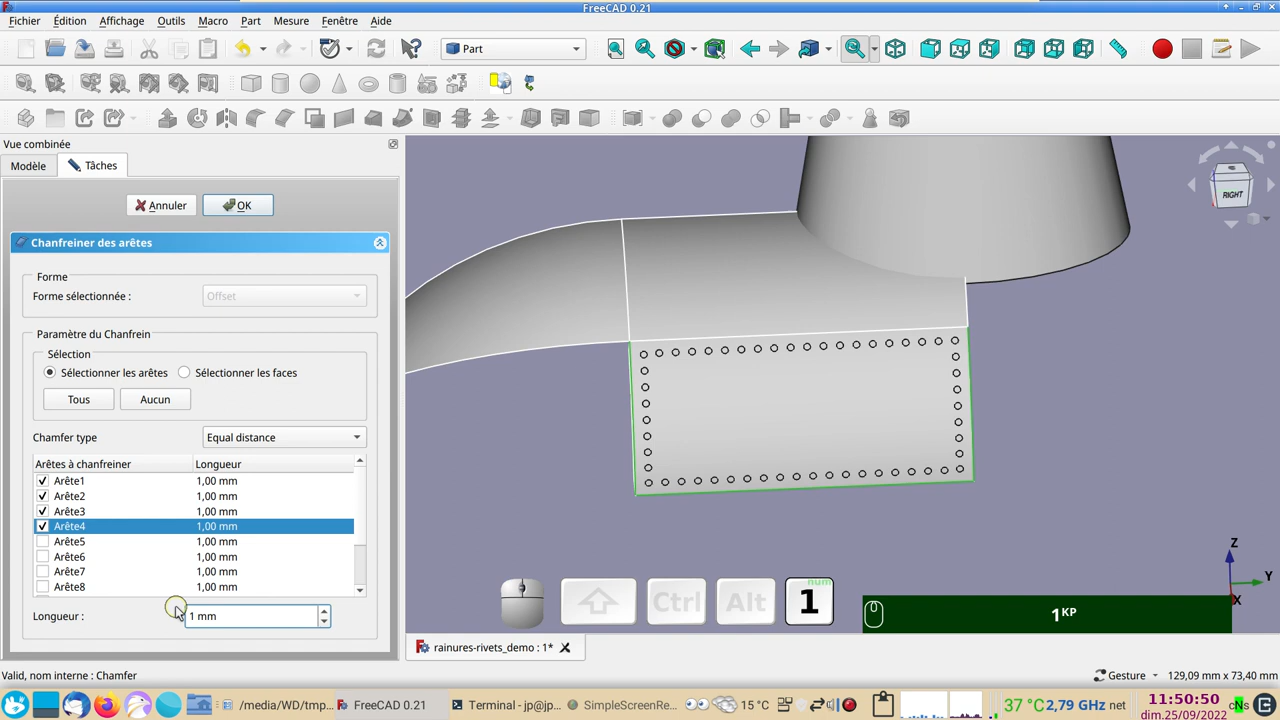 FreeCAD 0.21
Fichier Édition Affichage Outils Macro Part Mesure Fenêtre Aide
Part
Vue combinée
Modèle Tâches
Annuler OK
Chanfreiner des arêtes
Forme
Forme sélectionnée : Offset
Paramètre du Chanfrein
Sélection
Sélectionner les arêtes Sélectionner les faces
Tous Aucun
Chamfer type Equal distance
Arêtes à chanfreiner Longueur
Arête1 1,00 mm
Arête2 1,00 mm
Arête3 1,00 mm
Arête4 1,00 mm
Arête5 1,00 mm
Arête6 1,00 mm
Arête7 1,00 mm
Arête8 1,00 mm
Longueur : 1 mm
RIGHT
Z
Y
X
Ctrl Alt num 1
1KP
rainures-rivets_demo : 1*
Valid, nom interne : Chamfer
Gesture 129,09 mm x 73,40 mm
/media/WD/tmp... FreeCAD 0.21 Terminal - jp@jp... SimpleScreenRe...
15 °C
37 °C 2,79 GHz net
11:50:50
dim.25/09/2022
cNs